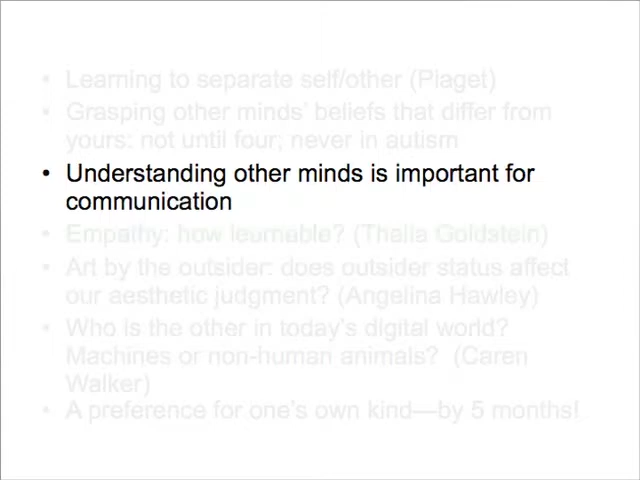 • Learning to separate self/other (Piaget)
• Grasping other minds' beliefs that differ from
yours: not until four; never in autism
• Understanding other minds is important for
communication
• Empathy: how learnable? (Thalia Goldstein)
• Art by the outsider: does outsider status affect
our aesthetic judgment? (Angelina Hawley)
• Who is the other in today's digital world?
Machines or non-human animals? (Caren
Walker)
• A preference for one's own kind—by 5 months!